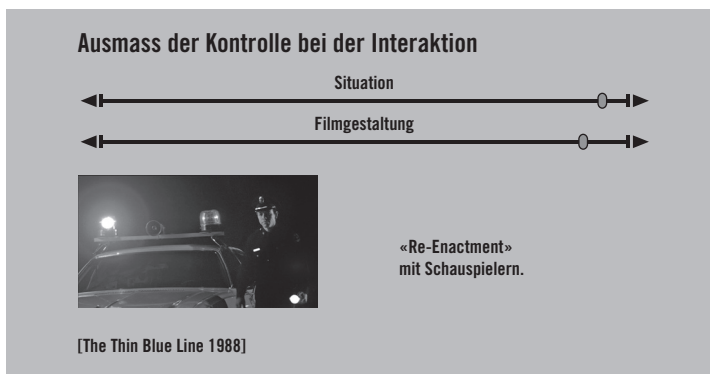 Ausmass der Kontrolle bei der Interaktion
Situation
Filmgestaltung
«Re-Enactment»
mit Schauspielern.
[The Thin Blue Line 1988]